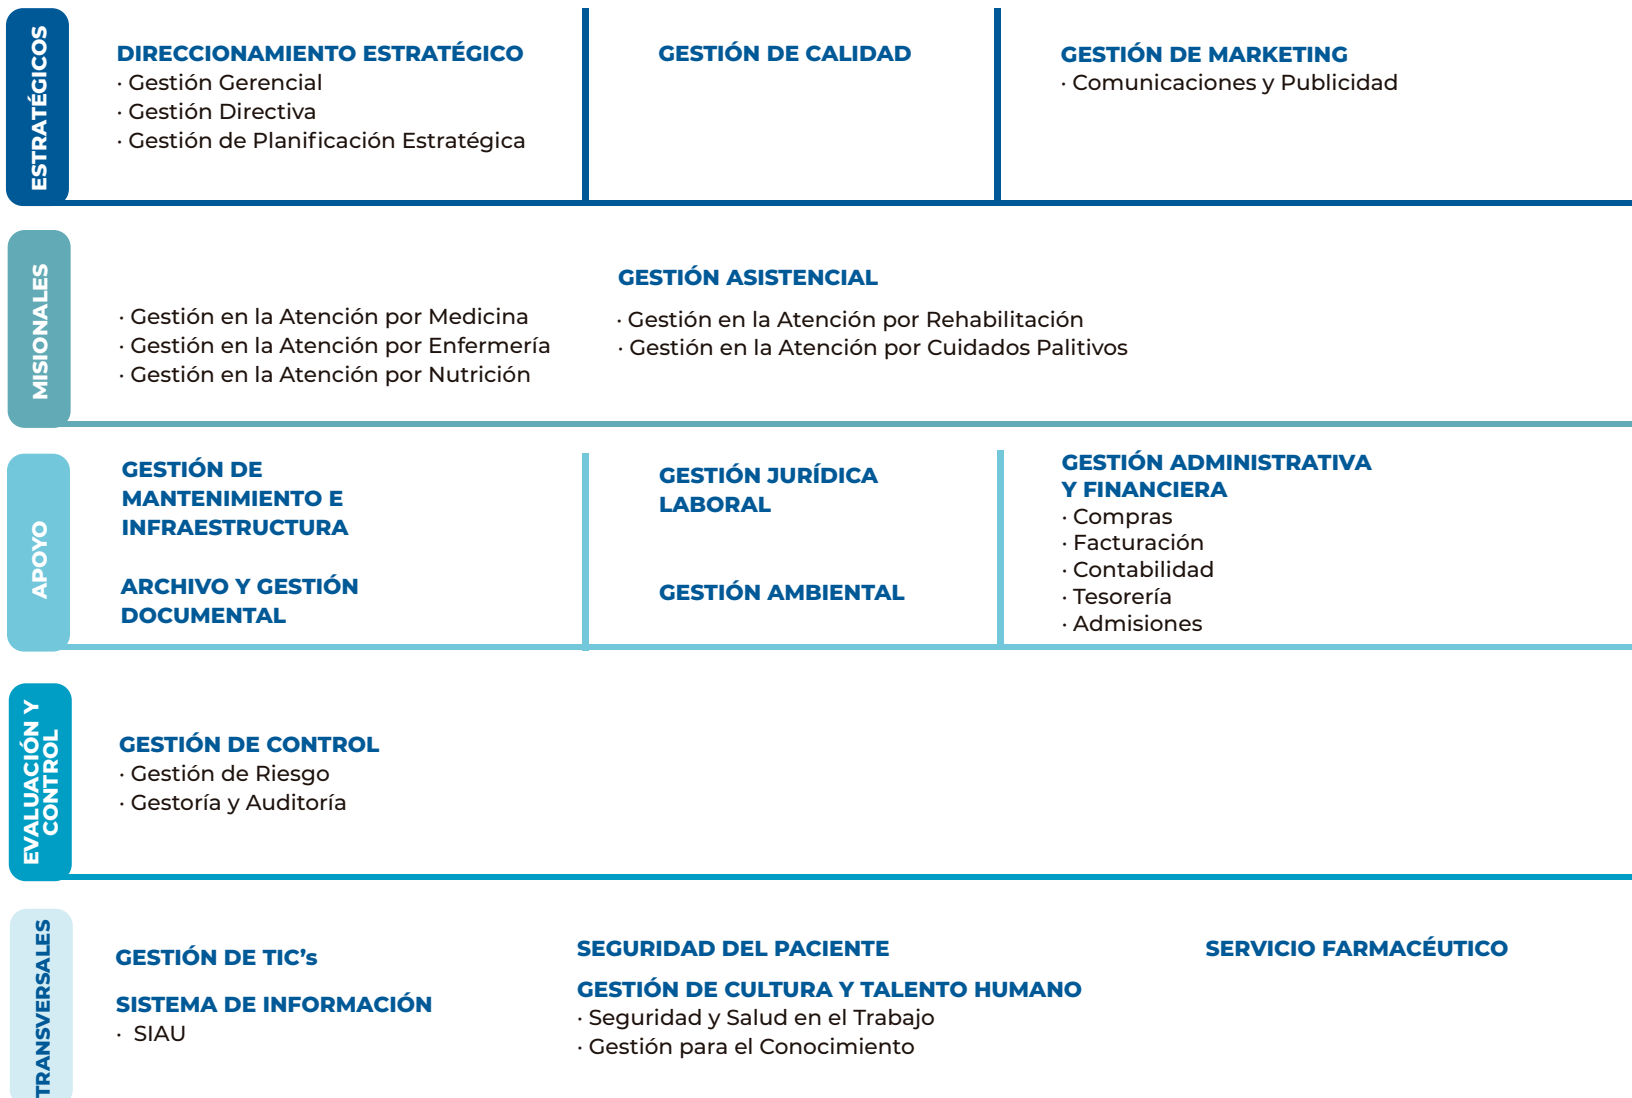 ESTRATÉGICOS
DIRECCIONAMIENTO ESTRATÉGICO
· Gestión Gerencial
· Gestión Directiva
· Gestión de Planificación Estratégica
GESTIÓN DE CALIDAD
GESTIÓN DE MARKETING
· Comunicaciones y Publicidad
MISIONALES
GESTIÓN ASISTENCIAL
· Gestión en la Atención por Medicina
· Gestión en la Atención por Enfermería
· Gestión en la Atención por Nutrición
· Gestión en la Atención por Rehabilitación
· Gestión en la Atención por Cuidados Palitivos
APOYO
GESTIÓN DE
MANTENIMIENTO E
INFRAESTRUCTURA
ARCHIVO Y GESTIÓN
DOCUMENTAL
GESTIÓN JURÍDICA
LABORAL
GESTIÓN AMBIENTAL
GESTIÓN ADMINISTRATIVA
Y FINANCIERA
· Compras
· Facturación
· Contabilidad
· Tesorería
· Admisiones
EVALUACIÓN Y
CONTROL
GESTIÓN DE CONTROL
· Gestión de Riesgo
· Gestoría y Auditoría
TRANSVERSALES
GESTIÓN DE TIC’s
SISTEMA DE INFORMACIÓN
· SIAU
SEGURIDAD DEL PACIENTE
GESTIÓN DE CULTURA Y TALENTO HUMANO
· Seguridad y Salud en el Trabajo
· Gestión para el Conocimiento
SERVICIO FARMACÉUTICO